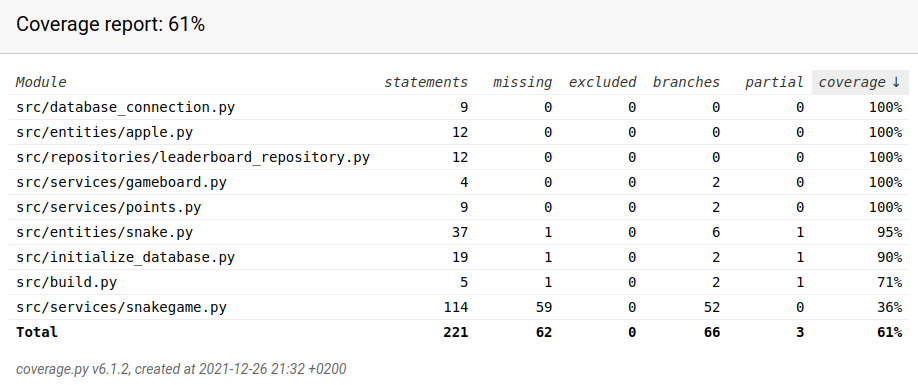 Coverage report: 61%
Module statements missing excluded branches partial coverage ↓
src/database_connection.py 9 0 0 0 0 100%
src/entities/apple.py 12 0 0 0 0 100%
src/repositories/leaderboard_repository.py 12 0 0 0 0 100%
src/services/gameboard.py 4 0 0 2 0 100%
src/services/points.py 9 0 0 2 0 100%
src/entities/snake.py 37 1 0 6 1 95%
src/initialize_database.py 19 1 0 2 1 90%
src/build.py 5 1 0 2 1 71%
src/services/snakegame.py 114 59 0 52 0 36%
Total 221 62 0 66 3 61%
coverage.py v6.1.2, created at 2021-12-26 21:32 +0200